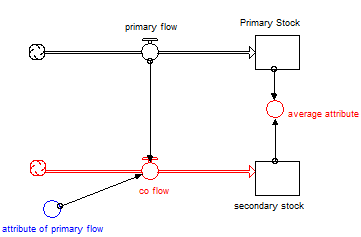 Primary Stock
primary flow
average attribute
co flow
secondary stock
attribute of primary flow